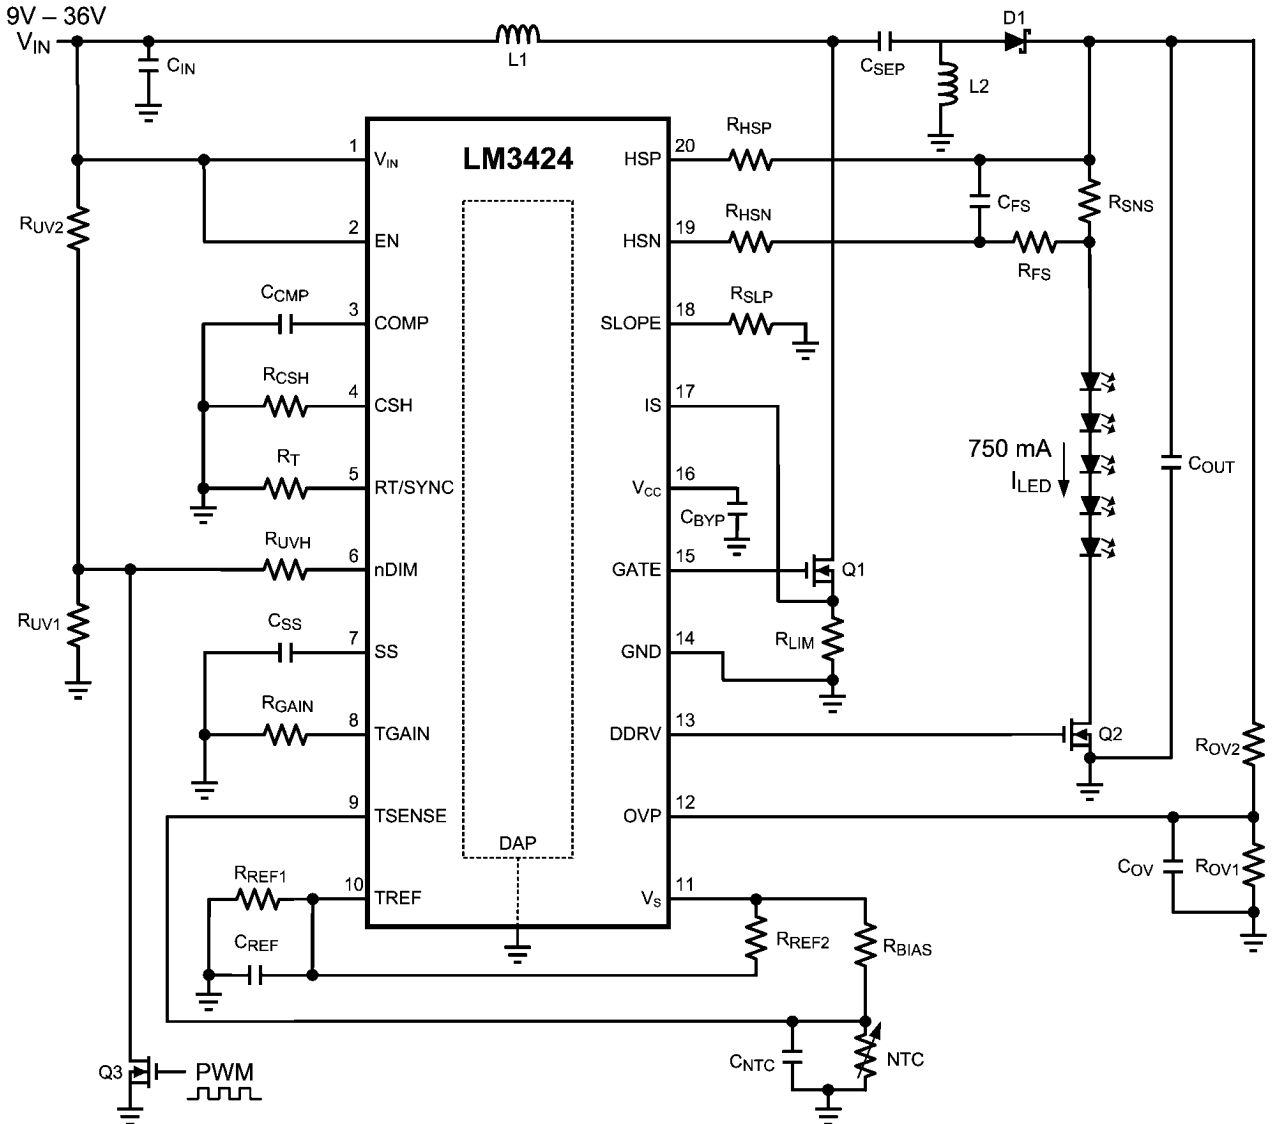 9V – 36V
VIN
CIN
L1
CSEP
D1
L2
LM3424
1
VIN
20
HSP
RHSP
RUV2
2
EN
19
HSN
RHSN
CFS
RSNS
RFS
CCMP
3
COMP
18
SLOPE
RSLP
RCSH
4
CSH
17
IS
RT
5
RT/SYNC
16
VCC
CBYP
750 mA
ILED
COUT
RUVH
6
nDIM
15
GATE
Q1
RUV1
CSS
7
SS
14
GND
RLIM
RGAIN
8
TGAIN
13
DDRV
Q2
ROV2
9
TSENSE
12
OVP
COV
ROV1
DAP
RREF1
10
TREF
11
VS
CREF
RREF2
RBIAS
CNTC
NTC
Q3
PWM